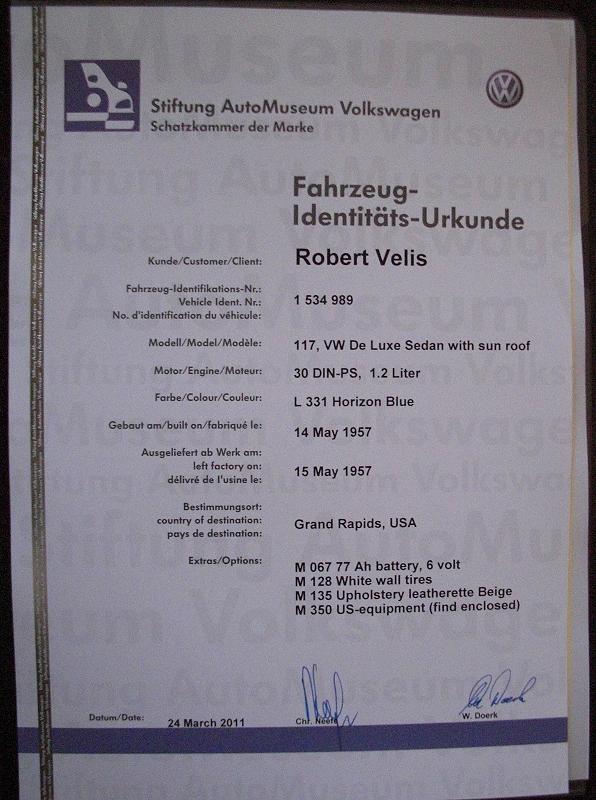 Stiftung AutoMuseum Volkswagen
Schatzkammer der Marke
Fahrzeug-
Identitäts-Urkunde
Kunde/Customer/Client: Robert Velis
Fahrzeug-Identifikations-Nr.:
Vehicle Ident. Nr.: 1 534 989
No. d'identification du véhicule:
Modell/Model/Modèle: 117, VW De Luxe Sedan with sun roof
Motor/Engine/Moteur: 30 DIN-PS, 1.2 Liter
Farbe/Colour/Couleur: L 331 Horizon Blue
Gebaut am/built on/fabriqué le: 14 May 1957
Ausgeliefert ab Werk am:
left factory on: 15 May 1957
délivré de l'usine le:
Bestimmungsort:
country of destination: Grand Rapids, USA
pays de destination:
Extras/Options: M 067 77 Ah battery, 6 volt
M 128 White wall tires
M 135 Upholstery leatherette Beige
M 350 US-equipment (find enclosed)
Datum/Date: 24 March 2011
Chr. Neefe
W. Doerk